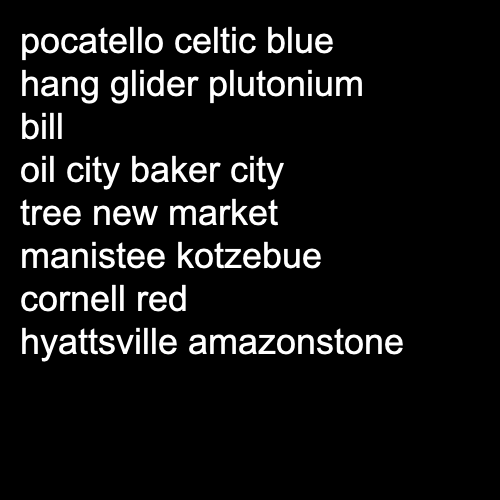 pocatello celtic blue
hang glider plutonium
bill
oil city baker city
tree new market
manistee kotzebue
cornell red
hyattsville amazonstone